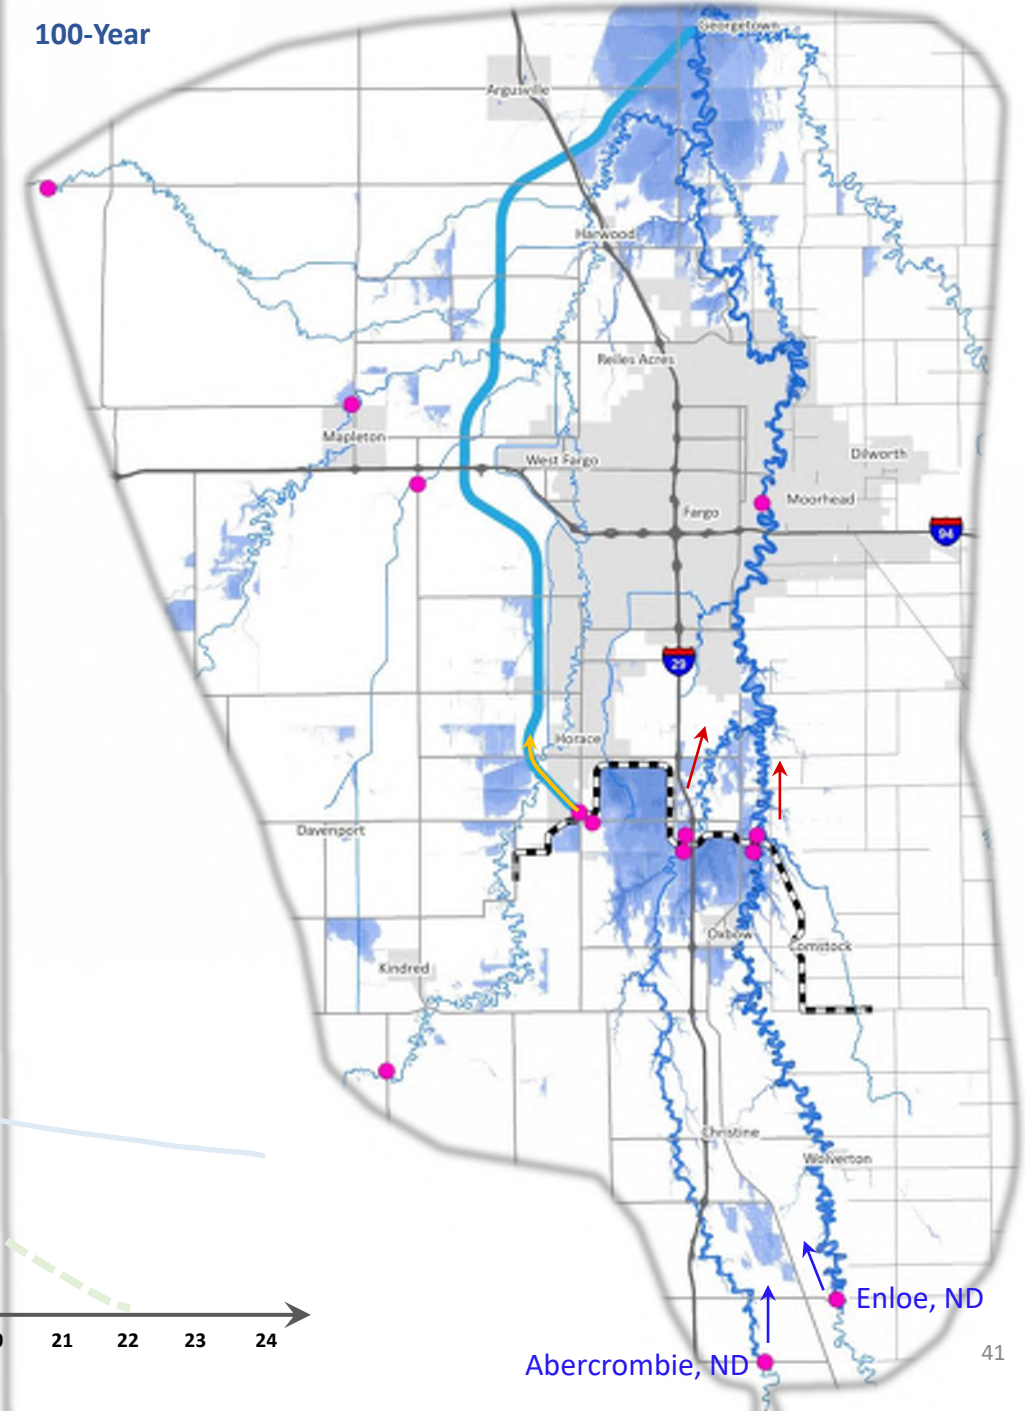 100-Year
Georgetown
Argusville
Harwood
Reiles Acres
Mapleton
West Fargo
Dilworth
Moorhead
Fargo
94
29
Horace
Davenport
Oxbow
Comstock
Kindred
Christine
Wolverton
Enloe, ND
Abercrombie, ND
21 22 23 24
41